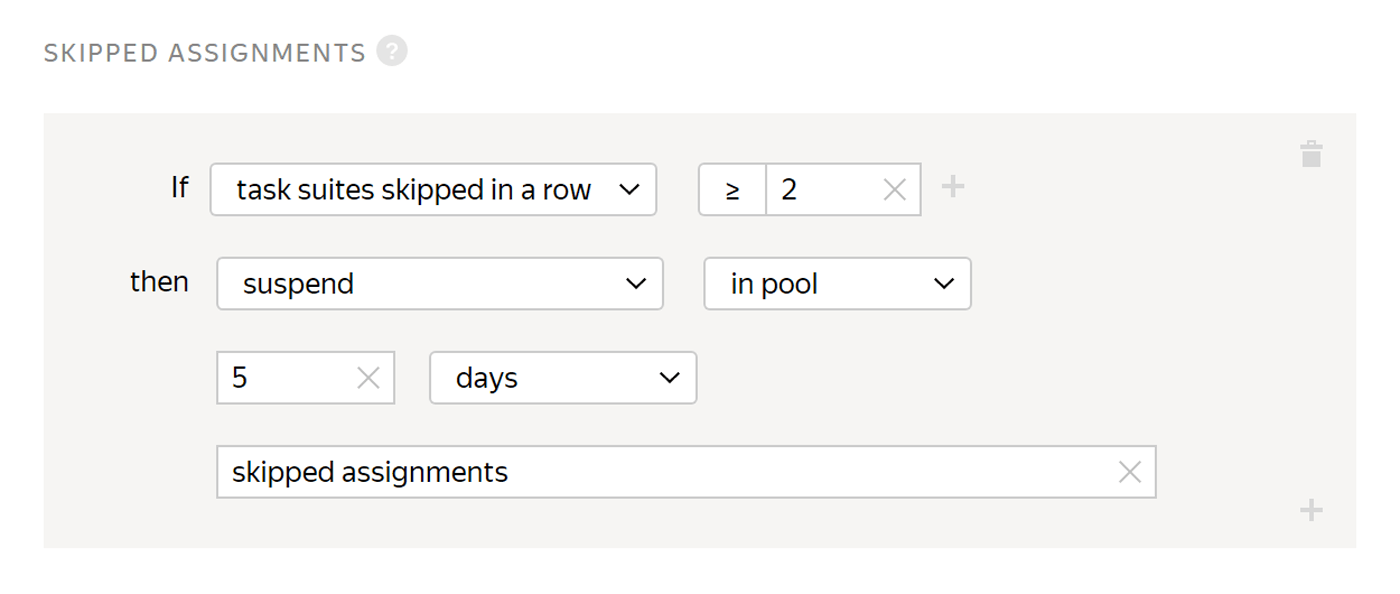 SKIPPED ASSIGNMENTS ?
If task suites skipped in a row ≥ 2
then suspend in pool
5 days
skipped assignments